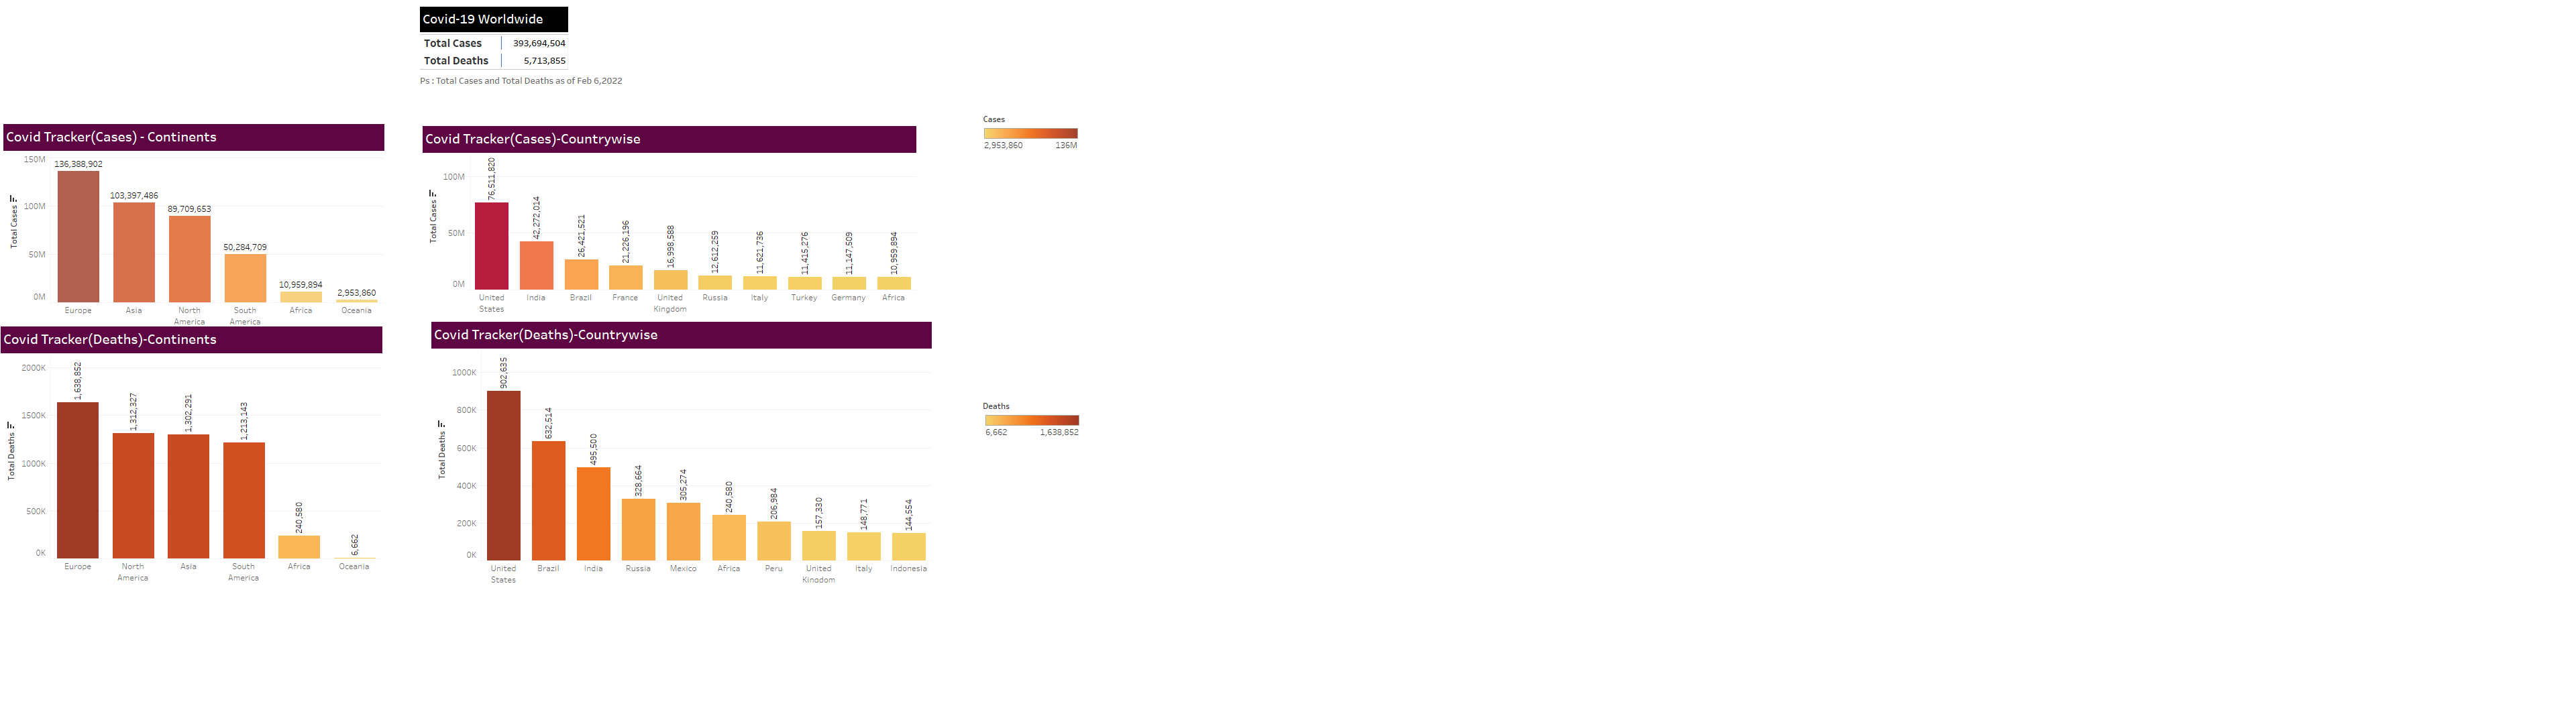 Covid-19 Worldwide
Total Cases 393,694,504
Total Deaths 5,713,855
Ps : Total Cases and Total Deaths as of Feb 6,2022
Covid Tracker(Cases) - Continents
Total Cases
150M
100M
50M
0M
136,388,902
103,397,486
89,709,653
50,284,709
10,959,894
2,953,860
Europe
Asia
North America
South America
Africa
Oceania
Covid Tracker(Cases)-Countrywise
Total Cases
100M
50M
0M
76,511,820
42,272,014
26,421,521
21,226,196
16,998,588
12,612,259
11,621,736
11,415,276
11,147,509
10,959,894
United States
India
Brazil
France
United Kingdom
Russia
Italy
Turkey
Germany
Africa
Cases
2,953,860 136M
Covid Tracker(Deaths)-Continents
Total Deaths
2000K
1500K
1000K
500K
0K
1,638,852
1,312,327
1,302,291
1,213,143
240,580
6,662
Europe
North America
Asia
South America
Africa
Oceania
Covid Tracker(Deaths)-Countrywise
Total Deaths
1000K
800K
600K
400K
200K
0K
902,635
632,514
495,500
328,664
305,274
240,580
206,984
157,330
148,771
144,554
United States
Brazil
India
Russia
Mexico
Africa
Peru
United Kingdom
Italy
Indonesia
Deaths
6,662 1,638,852